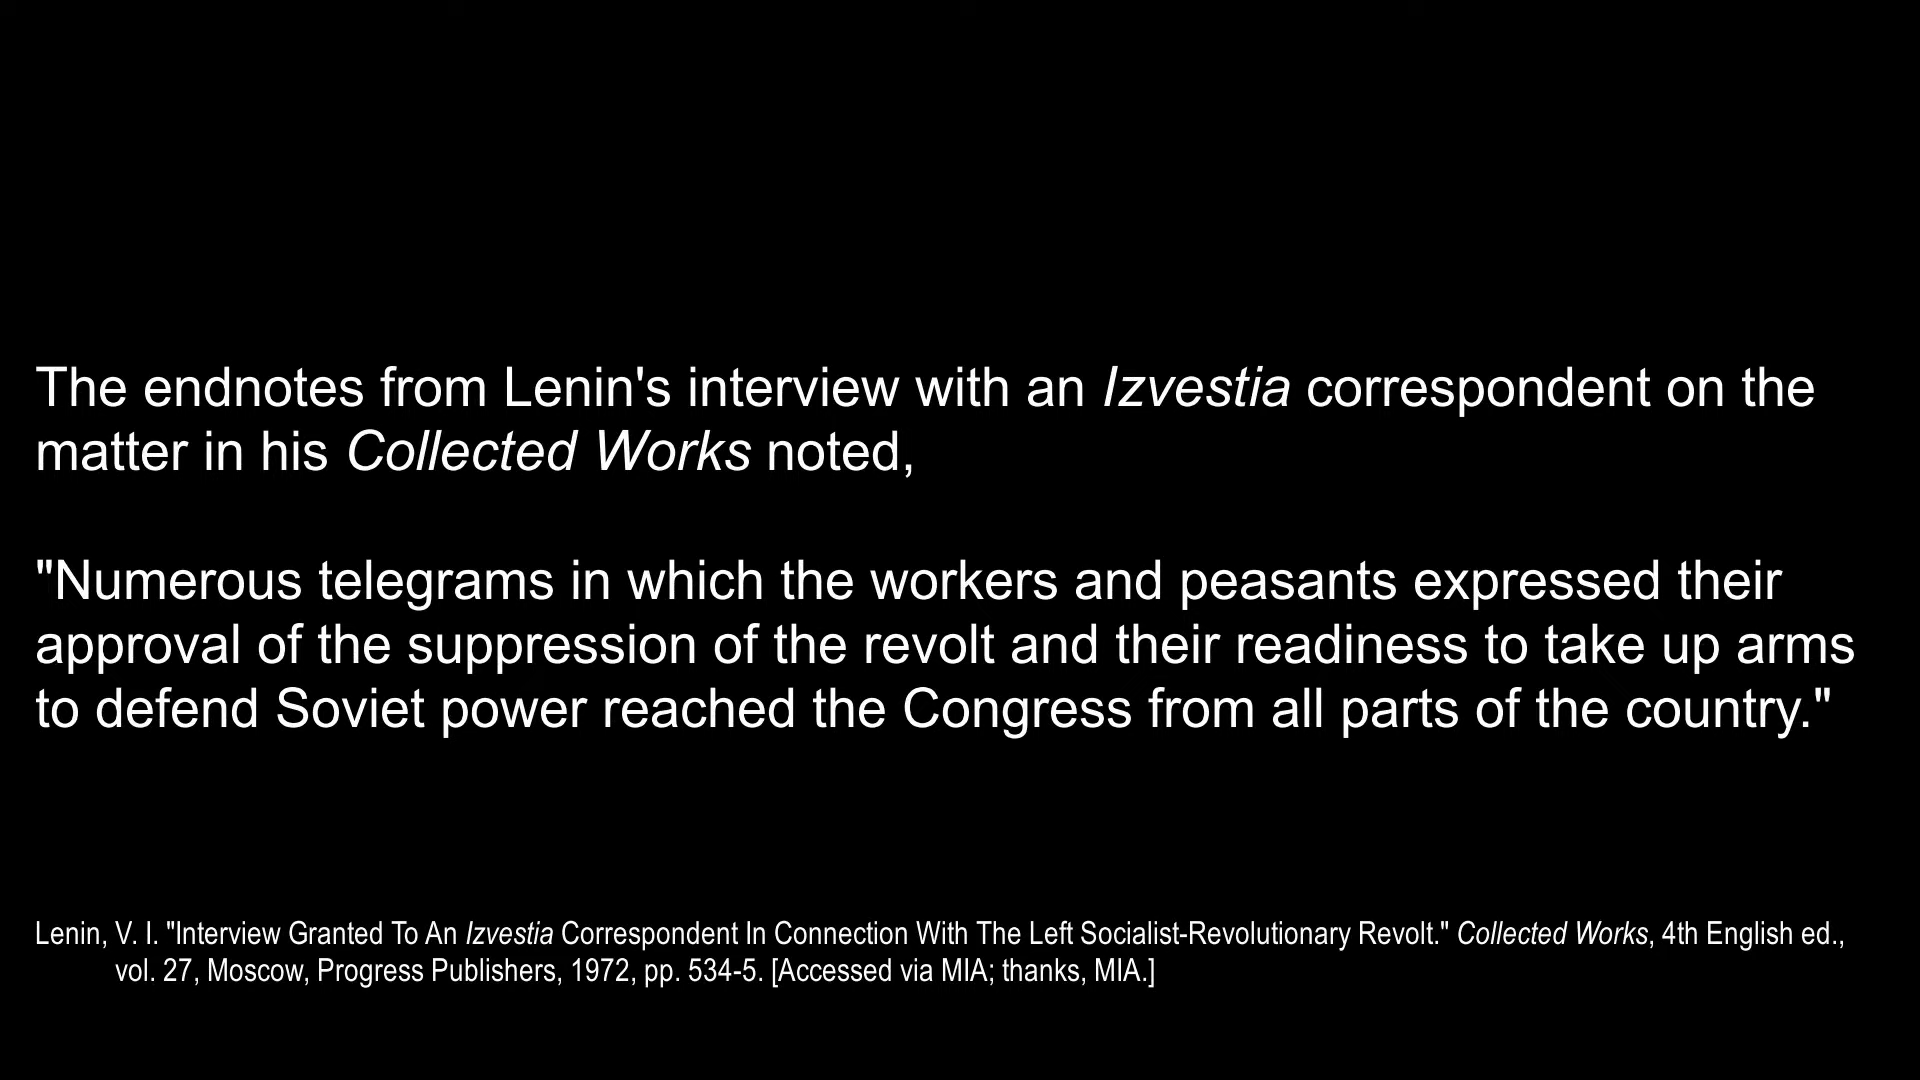 The endnotes from Lenin's interview with an Izvestia correspondent on the
matter in his Collected Works noted,
"Numerous telegrams in which the workers and peasants expressed their
approval of the suppression of the revolt and their readiness to take up arms
to defend Soviet power reached the Congress from all parts of the country."
Lenin, V. I. "Interview Granted To An Izvestia Correspondent In Connection With The Left Socialist-Revolutionary Revolt." Collected Works, 4th English ed.,
vol. 27, Moscow, Progress Publishers, 1972, pp. 534-5. [Accessed via MIA; thanks, MIA.]